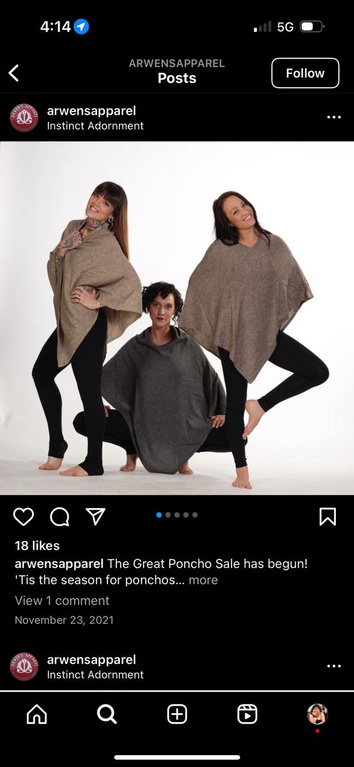 4:14
5G
ARWENSAPPAREL
Posts
Follow
arwensapparel
Instinct Adornment
18 likes
arwensapparel The Great Poncho Sale has begun!
'Tis the season for ponchos... more
View 1 comment
November 23, 2021
arwensapparel
Instinct Adornment